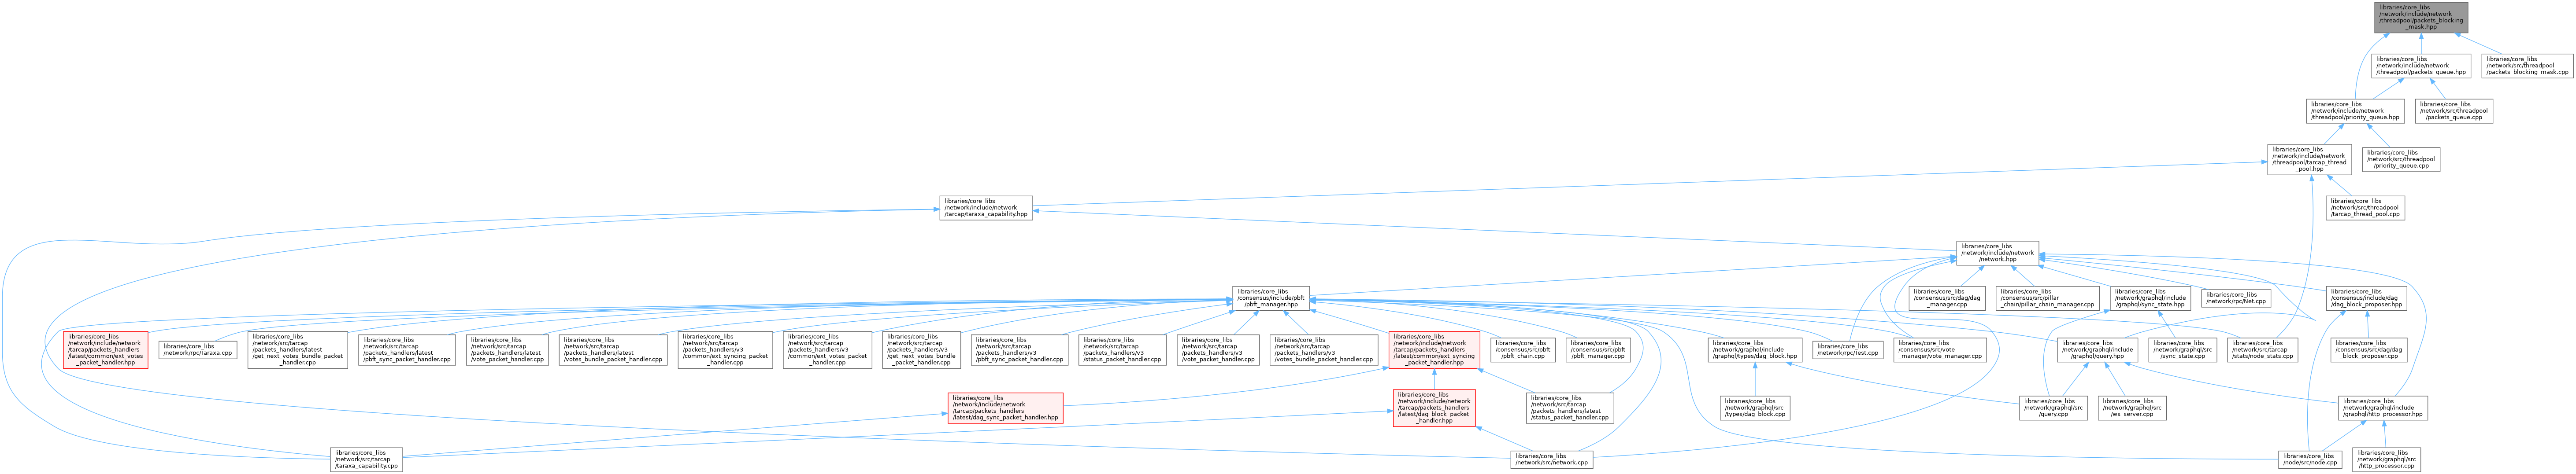 libraries/core_libs
/network/include/network
/threadpool/packets_blocking
_mask.hpp
libraries/core_libs
/network/include/network
/threadpool/packets_queue.hpp
libraries/core_libs
/network/src/threadpool
/packets_blocking_mask.cpp
libraries/core_libs
/network/include/network
/threadpool/priority_queue.hpp
libraries/core_libs
/network/src/threadpool
/packets_queue.cpp
libraries/core_libs
/network/include/network
/threadpool/tarcap_thread
_pool.hpp
libraries/core_libs
/network/src/threadpool
/priority_queue.cpp
libraries/core_libs
/network/include/network
/tarcap/taraxa_capability.hpp
libraries/core_libs
/network/src/threadpool
/tarcap_thread_pool.cpp
libraries/core_libs
/network/include/network
/network.hpp
libraries/core_libs
/consensus/include/pbft
/pbft_manager.hpp
libraries/core_libs
/consensus/src/dag/dag
_manager.cpp
libraries/core_libs
/consensus/src/pillar
_chain/pillar_chain_manager.cpp
libraries/core_libs
/network/graphql/include
/graphql/sync_state.hpp
libraries/core_libs
/network/rpc/Net.cpp
libraries/core_libs
/consensus/include/dag
/dag_block_proposer.hpp
libraries/core_libs
/network/include/network
/tarcap/packets_handlers
/latest/common/ext_votes
_packet_handler.hpp
libraries/core_libs
/network/rpc/Taraxa.cpp
libraries/core_libs
/network/src/tarcap
/packets_handlers/latest
/get_next_votes_bundle_packet
_handler.cpp
libraries/core_libs
/network/src/tarcap
/packets_handlers/latest
/pbft_sync_packet_handler.cpp
libraries/core_libs
/network/src/tarcap
/packets_handlers/latest
/vote_packet_handler.cpp
libraries/core_libs
/network/src/tarcap
/packets_handlers/latest
/votes_bundle_packet_handler.cpp
libraries/core_libs
/network/src/tarcap
/packets_handlers/v3
/common/ext_syncing_packet
_handler.cpp
libraries/core_libs
/network/src/tarcap
/packets_handlers/v3
/common/ext_votes_packet
_handler.cpp
libraries/core_libs
/network/src/tarcap
/packets_handlers/v3
/get_next_votes_bundle
_packet_handler.cpp
libraries/core_libs
/network/src/tarcap
/packets_handlers/v3
/pbft_sync_packet_handler.cpp
libraries/core_libs
/network/src/tarcap
/packets_handlers/v3
/status_packet_handler.cpp
libraries/core_libs
/network/src/tarcap
/packets_handlers/v3
/vote_packet_handler.cpp
libraries/core_libs
/network/src/tarcap
/packets_handlers/v3
/votes_bundle_packet_handler.cpp
libraries/core_libs
/network/include/network
/tarcap/packets_handlers
/latest/common/ext_syncing
_packet_handler.hpp
libraries/core_libs
/consensus/src/pbft
/pbft_chain.cpp
libraries/core_libs
/consensus/src/pbft
/pbft_manager.cpp
libraries/core_libs
/network/graphql/include
/graphql/types/dag_block.hpp
libraries/core_libs
/network/rpc/Test.cpp
libraries/core_libs
/consensus/src/vote
_manager/vote_manager.cpp
libraries/core_libs
/network/graphql/include
/graphql/query.hpp
libraries/core_libs
/network/graphql/src
/sync_state.cpp
libraries/core_libs
/network/src/tarcap
/stats/node_stats.cpp
libraries/core_libs
/consensus/src/dag/dag
_block_proposer.cpp
libraries/core_libs
/network/include/network
/tarcap/packets_handlers
/latest/dag_sync_packet_handler.hpp
libraries/core_libs
/network/include/network
/tarcap/packets_handlers
/latest/dag_block_packet
_handler.hpp
libraries/core_libs
/network/src/tarcap
/packets_handlers/latest
/status_packet_handler.cpp
libraries/core_libs
/network/graphql/src
/types/dag_block.cpp
libraries/core_libs
/network/graphql/src
/query.cpp
libraries/core_libs
/network/graphql/src
/ws_server.cpp
libraries/core_libs
/network/graphql/include
/graphql/http_processor.hpp
libraries/core_libs
/network/src/tarcap
/taraxa_capability.cpp
libraries/core_libs
/network/src/network.cpp
libraries/core_libs
/node/src/node.cpp
libraries/core_libs
/network/graphql/src
/http_processor.cpp